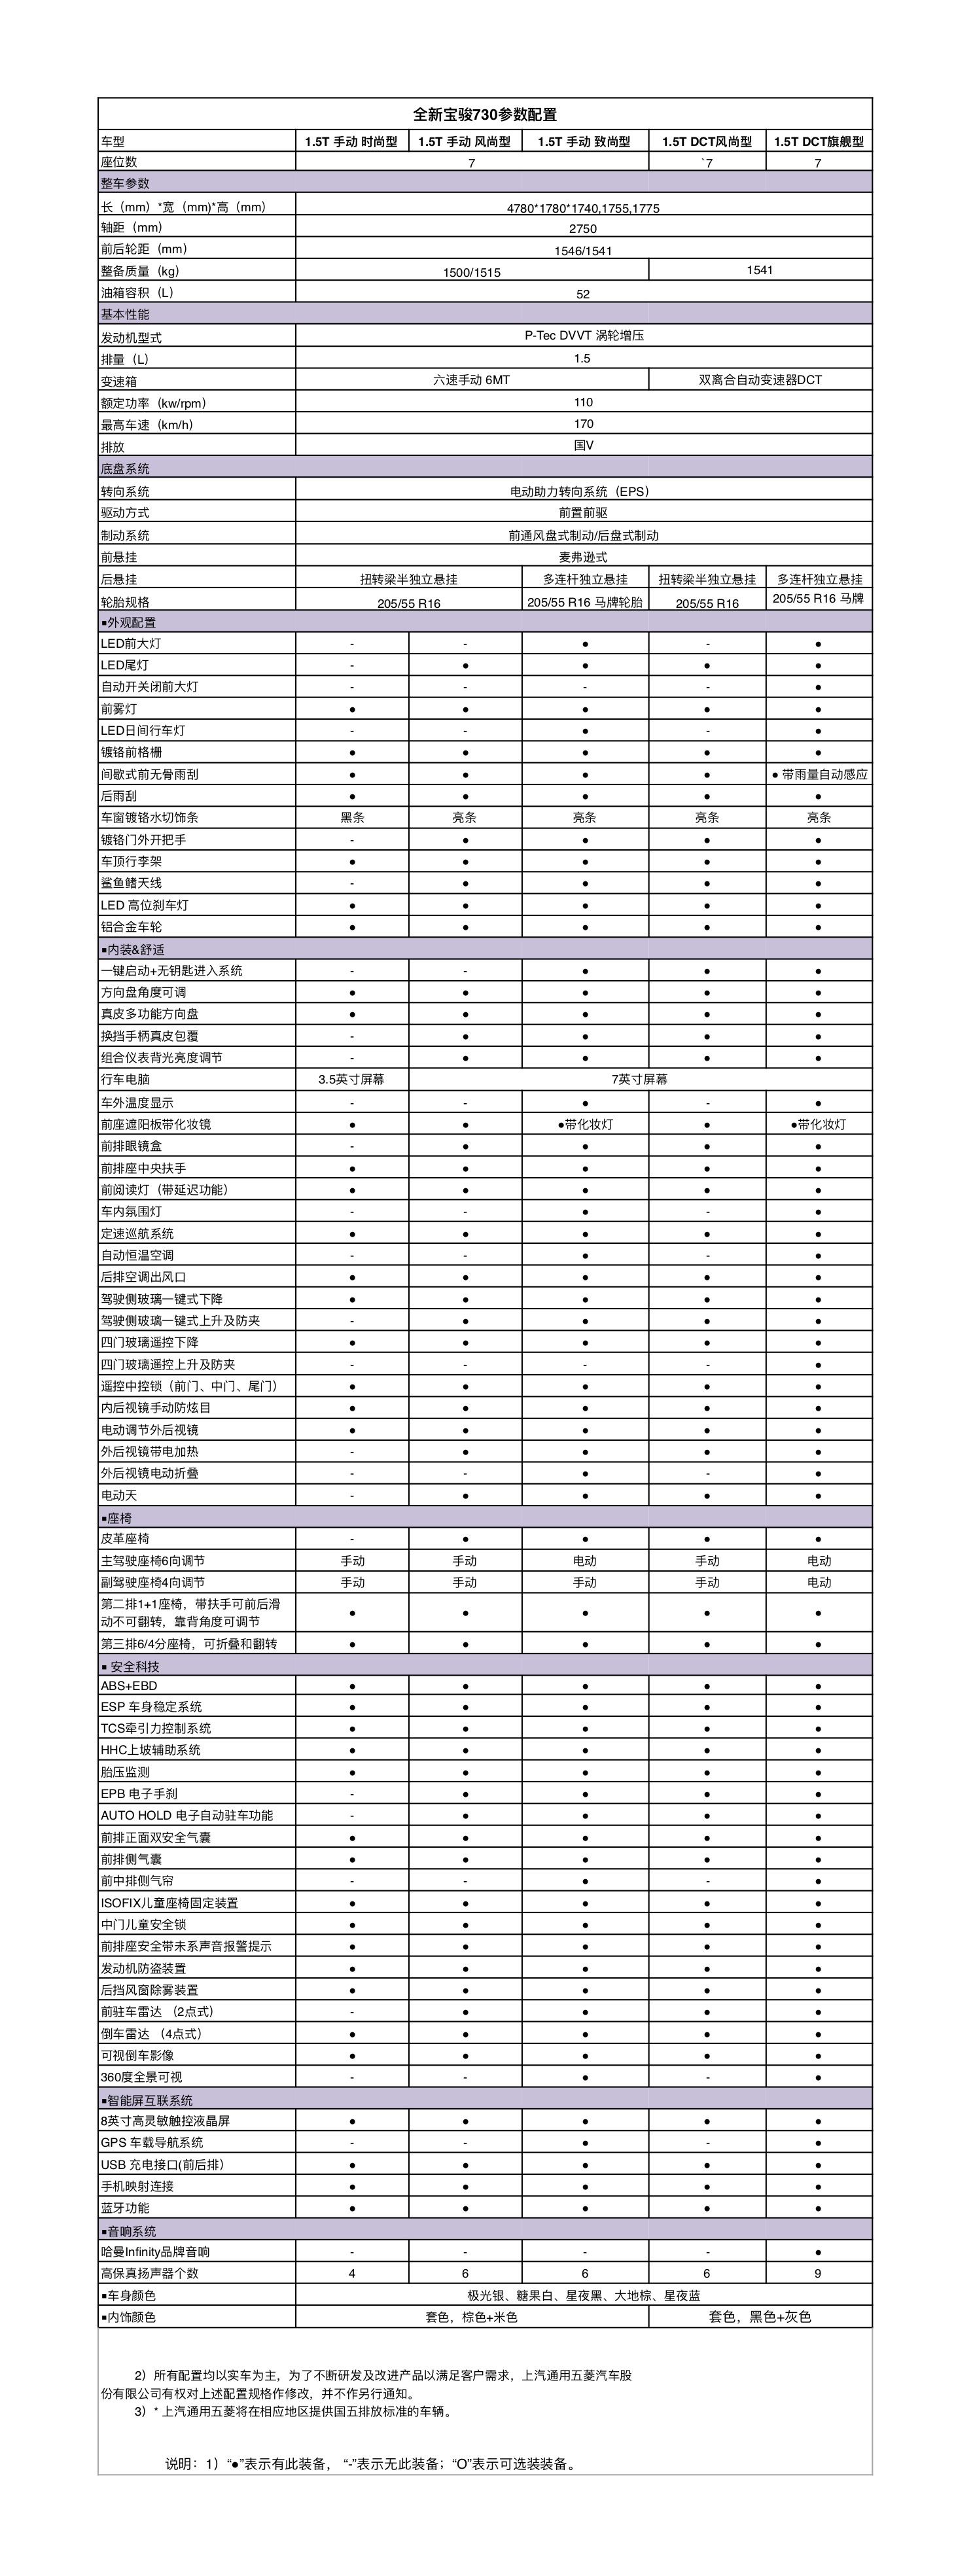 全新宝骏730参数配置
车型 1.5T 手动 时尚型 1.5T 手动 风尚型 1.5T 手动 致尚型 1.5T DCT风尚型 1.5T DCT旗舰型
座位数 7 `7 7
整车参数
长（mm）*宽（mm)*高（mm） 4780*1780*1740,1755,1775
轴距（mm） 2750
前后轮距（mm） 1546/1541
整备质量（kg） 1500/1515 1541
油箱容积（L） 52
基本性能
发动机型式 P-Tec DVVT 涡轮增压
排量（L） 1.5
变速箱 六速手动 6MT 双离合自动变速器DCT
额定功率（kw/rpm） 110
最高车速（km/h） 170
排放 国V
底盘系统
转向系统 电动助力转向系统（EPS）
驱动方式 前置前驱
制动系统 前通风盘式制动/后盘式制动
前悬挂 麦弗逊式
后悬挂 扭转梁半独立悬挂 多连杆独立悬挂 扭转梁半独立悬挂 多连杆独立悬挂
轮胎规格 205/55 R16 205/55 R16 马牌轮胎 205/55 R16 205/55 R16 马牌
▪外观配置
LED前大灯 - - ● - ●
LED尾灯 - ● ● ● ●
自动开关闭前大灯 - - - - ●
前雾灯 ● ● ● ● ●
LED日间行车灯 - - ● - ●
镀铬前格栅 ● ● ● ● ●
间歇式前无骨雨刮 ● ● ● ● ● 带雨量自动感应
后雨刮 ● ● ● ● ●
车窗镀铬水切饰条 黑条 亮条 亮条 亮条 亮条
镀铬门外开把手 - ● ● ● ●
车顶行李架 ● ● ● ● ●
鲨鱼鳍天线 - ● ● ● ●
LED 高位刹车灯 ● ● ● ● ●
铝合金车轮 ● ● ● ● ●
▪内装&舒适
一键启动+无钥匙进入系统 - - ● ● ●
方向盘角度可调 ● ● ● ● ●
真皮多功能方向盘 ● ● ● ● ●
换挡手柄真皮包覆 - ● ● ● ●
组合仪表背光亮度调节 - ● ● ● ●
行车电脑 3.5英寸屏幕 7英寸屏幕
车外温度显示 - - ● - ●
前座遮阳板带化妆镜 ● ● ●带化妆灯 ● ●带化妆灯
前排眼镜盒 - ● ● ● ●
前排座中央扶手 ● ● ● ● ●
前阅读灯（带延迟功能） ● ● ● ● ●
车内氛围灯 - - ● - ●
定速巡航系统 ● ● ● ● ●
自动恒温空调 - - ● - ●
后排空调出风口 ● ● ● ● ●
驾驶侧玻璃一键式下降 ● ● ● ● ●
驾驶侧玻璃一键式上升及防夹 - ● ● ● ●
四门玻璃遥控下降 ● ● ● ● ●
四门玻璃遥控上升及防夹 - - - - ●
遥控中控锁（前门、中门、尾门） ● ● ● ● ●
内后视镜手动防炫目 ● ● ● ● ●
电动调节外后视镜 ● ● ● ● ●
外后视镜带电加热 - ● ● ● ●
外后视镜电动折叠 - - ● - ●
电动天 - ● ● ● ●
▪座椅
皮革座椅 - ● ● ● ●
主驾驶座椅6向调节 手动 手动 电动 手动 电动
副驾驶座椅4向调节 手动 手动 手动 手动 电动
第二排1+1座椅，带扶手可前后滑
动不可翻转，靠背角度可调节 ● ● ● ● ●
第三排6/4分座椅，可折叠和翻转 ● ● ● ● ●
▪ 安全科技
ABS+EBD ● ● ● ● ●
ESP 车身稳定系统 ● ● ● ● ●
TCS牵引力控制系统 ● ● ● ● ●
HHC上坡辅助系统 ● ● ● ● ●
胎压监测 ● ● ● ● ●
EPB 电子手刹 - ● ● ● ●
AUTO HOLD 电子自动驻车功能 - ● ● ● ●
前排正面双安全气囊 ● ● ● ● ●
前排侧气囊 ● ● ● ● ●
前中排侧气帘 - - ● - ●
ISOFIX儿童座椅固定装置 ● ● ● ● ●
中门儿童安全锁 ● ● ● ● ●
前排座安全带未系声音报警提示 ● ● ● ● ●
发动机防盗装置 ● ● ● ● ●
后挡风窗除雾装置 ● ● ● ● ●
前驻车雷达 （2点式） - ● ● ● ●
倒车雷达 （4点式） ● ● ● ● ●
可视倒车影像 ● ● ● ● ●
360度全景可视 - - ● - ●
▪智能屏互联系统
8英寸高灵敏触控液晶屏 ● ● ● ● ●
GPS 车载导航系统 - - ● - ●
USB 充电接口(前后排） ● ● ● ● ●
手机映射连接 ● ● ● ● ●
蓝牙功能 ● ● ● ● ●
▪音响系统
哈曼Infinity品牌音响 - - - - ●
高保真扬声器个数 4 6 6 6 9
▪车身颜色 极光银、糖果白、星夜黑、大地棕、星夜蓝
▪内饰颜色 套色，棕色+米色 套色，黑色+灰色
2）所有配置均以实车为主，为了不断研发及改进产品以满足客户需求，上汽通用五菱汽车股
份有限公司有权对上述配置规格作修改，并不作另行通知。
3）* 上汽通用五菱将在相应地区提供国五排放标准的车辆。
说明：1）“●”表示有此装备， “-”表示无此装备；“O”表示可选装装备。